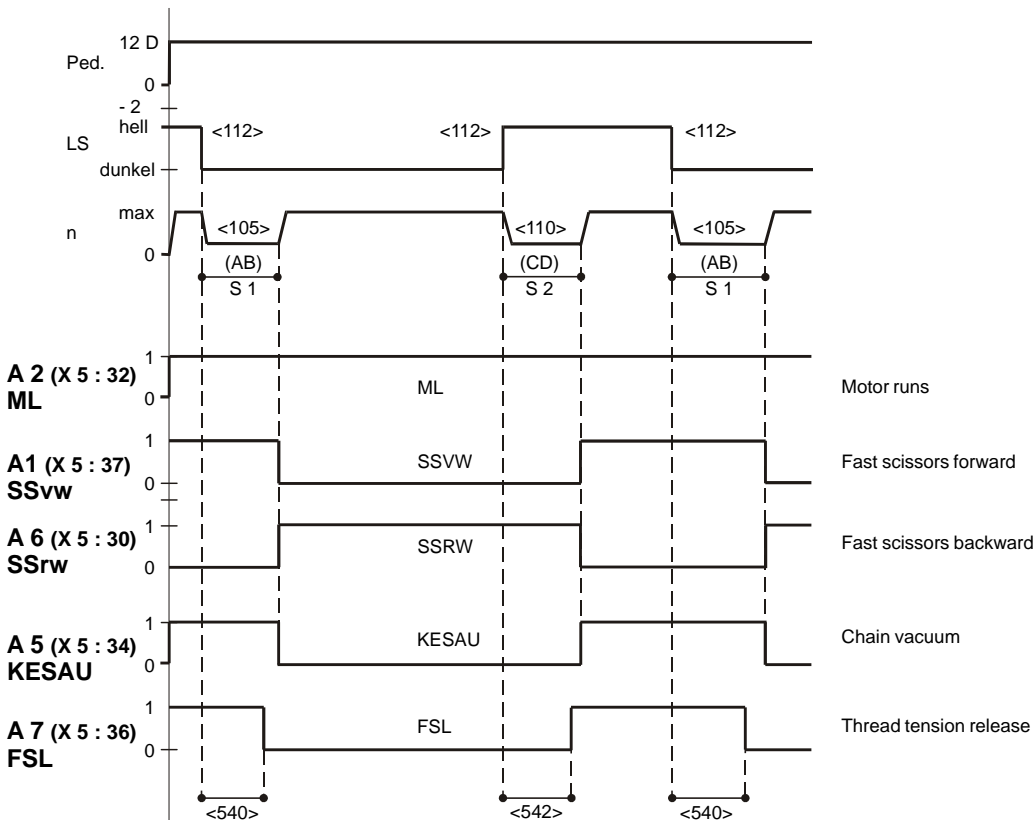 12 D
Ped.
0
- 2
hell
<112> <112> <112>
LS
dunkel
max
<105> <110> <105>
n
0
(AB) (CD) (AB)
S 1 S 2 S 1
1
A 2 (X 5 : 32)
ML
ML
Motor runs
0
1
A1 (X 5 : 37)
SSvw
SSVW
Fast scissors forward
0
1
A 6 (X 5 : 30)
SSrw
SSRW
Fast scissors backward
0
1
A 5 (X 5 : 34)
KESAU
KESAU
Chain vacuum
0
1
A 7 (X 5 : 36)
FSL
FSL
Thread tension release
0
<540> <542> <540>